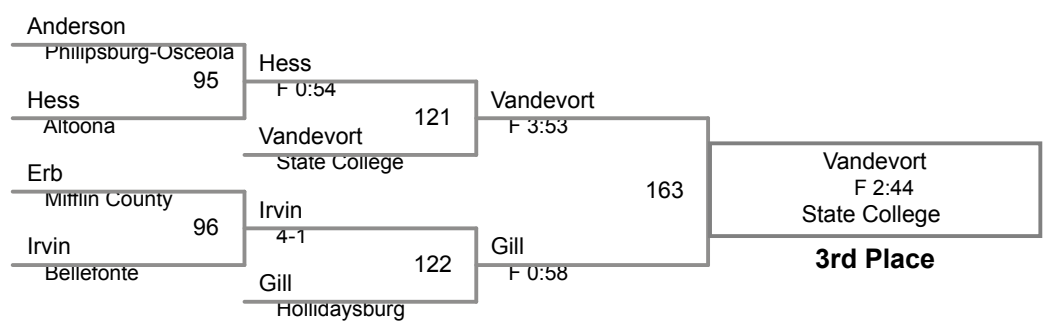 Anderson
Philipsburg-Osceola
95
Hess
Altoona
Erb
Mifflin County
96
Irvin
Bellefonte
Hess
F 0:54
121
Vandevort
State College
Irvin
4-1
122
Gill
Hollidaysburg
Vandevort
F 3:53
163
Gill
F 0:58
Vandevort
F 2:44
State College
3rd Place